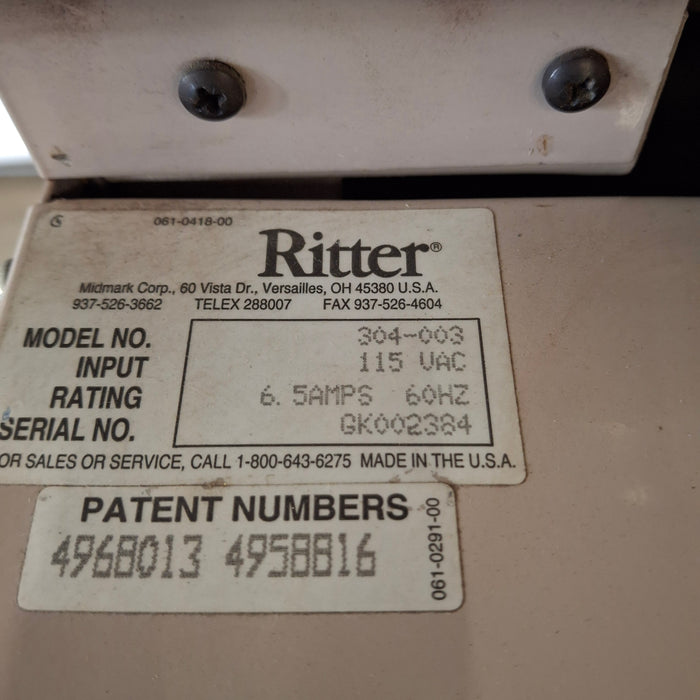 061-0418-00
Ritter®
Midmark Corp., 60 Vista Dr., Versailles, OH 45380 U.S.A.
937-526-3662 TELEX 288007 FAX 937-526-4604
MODEL NO. 304-003
INPUT 115 VAC
RATING 6.5AMPS 60HZ
SERIAL NO. GK002384
OR SALES OR SERVICE, CALL 1-800-643-6275 MADE IN THE U.S.A.
PATENT NUMBERS
4968013 4958816
061-0291-00